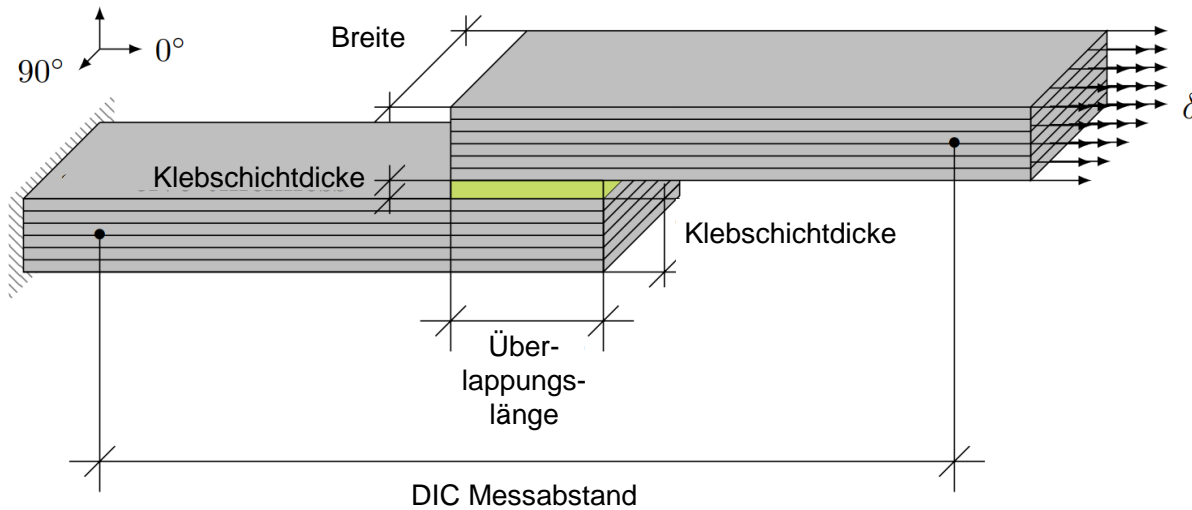 Breite
0°
90°
δ
Klebschichtdicke
Klebschichtdicke
Über-
lappungs-
länge
DIC Messabstand